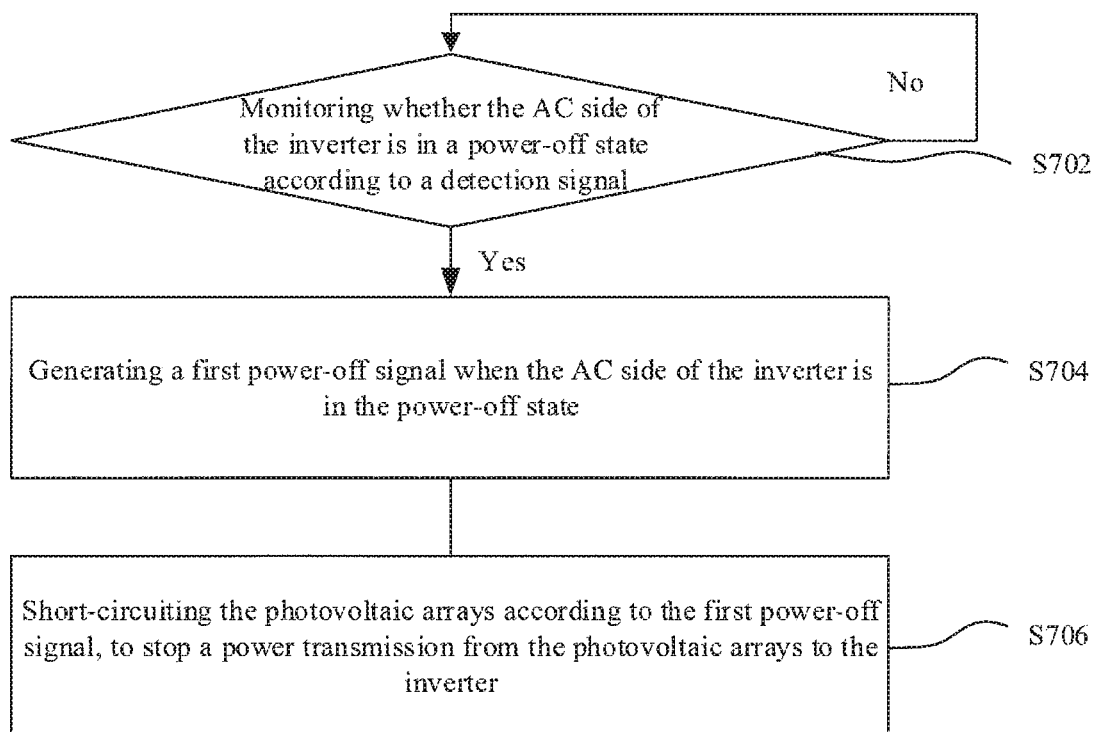 No
Monitoring whether the AC side of
the inverter is in a power-off state
according to a detection signal
S702
Yes
Generating a first power-off signal when the AC side of the inverter is
in the power-off state
S704
Short-circuiting the photovoltaic arrays according to the first power-off
signal, to stop a power transmission from the photovoltaic arrays to the
inverter
S706